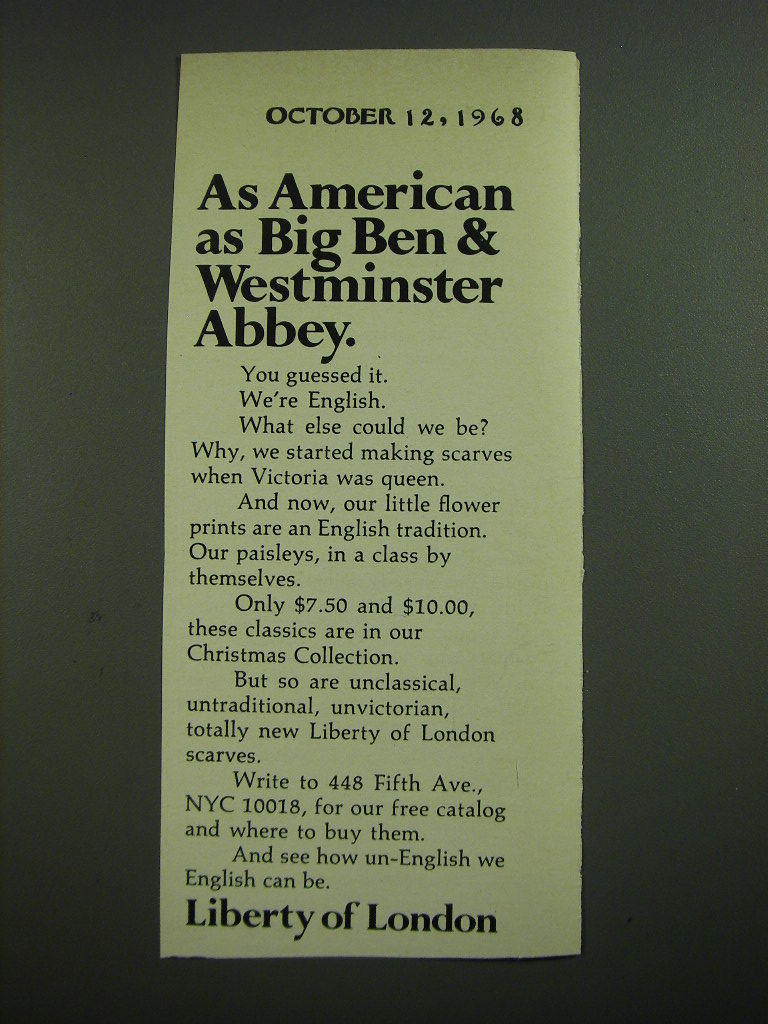 OCTOBER 12, 1968
As American
as Big Ben &
Westminster
Abbey.
You guessed it.
We're English.
What else could we be?
Why, we started making scarves
when Victoria was queen.
And now, our little flower
prints are an English tradition.
Our paisleys, in a class by
themselves.
Only $7.50 and $10.00,
these classics are in our
Christmas Collection.
But so are unclassical,
untraditional, unvictorian,
totally new Liberty of London
scarves.
Write to 448 Fifth Ave.,
NYC 10018, for our free catalog
and where to buy them.
And see how un-English we
English can be.
Liberty of London